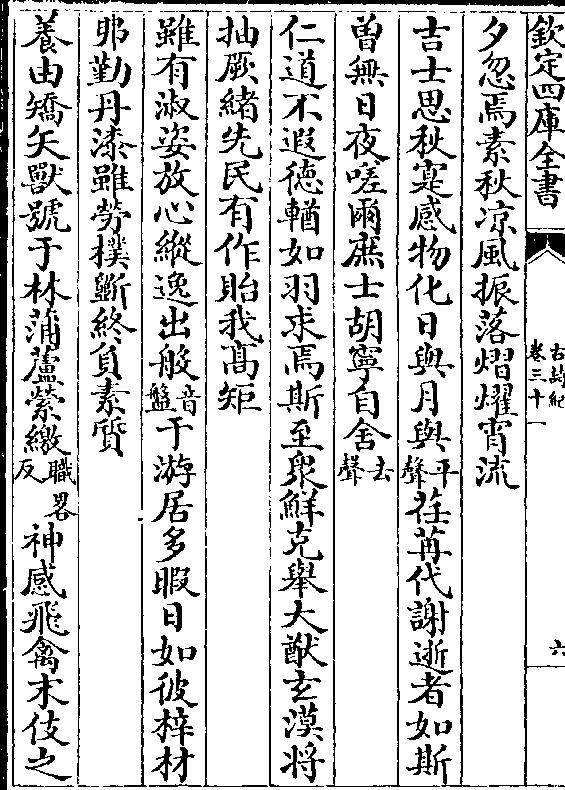 欽定四庫全書
古詩紀
卷三十一
六
夕忽焉素秋凉風振落熠燿宵流
吉士思秋寔感物化日與月與平聲荏苒代謝逝者如斯
曽無日夜嗟爾庶士胡寧自舍去聲
仁道不遐德輶如羽求焉斯至衆鮮克舉大猷玄漠将
抽厥緒先民有作貽我髙矩
雖有淑姿放心縱逸出般音盤于游居多暇日如彼梓材
弗勤丹漆雖勞樸斵終負素質
養由矯矢獸號于林蒲蘆縈繳職畧反神感飛禽末伎之